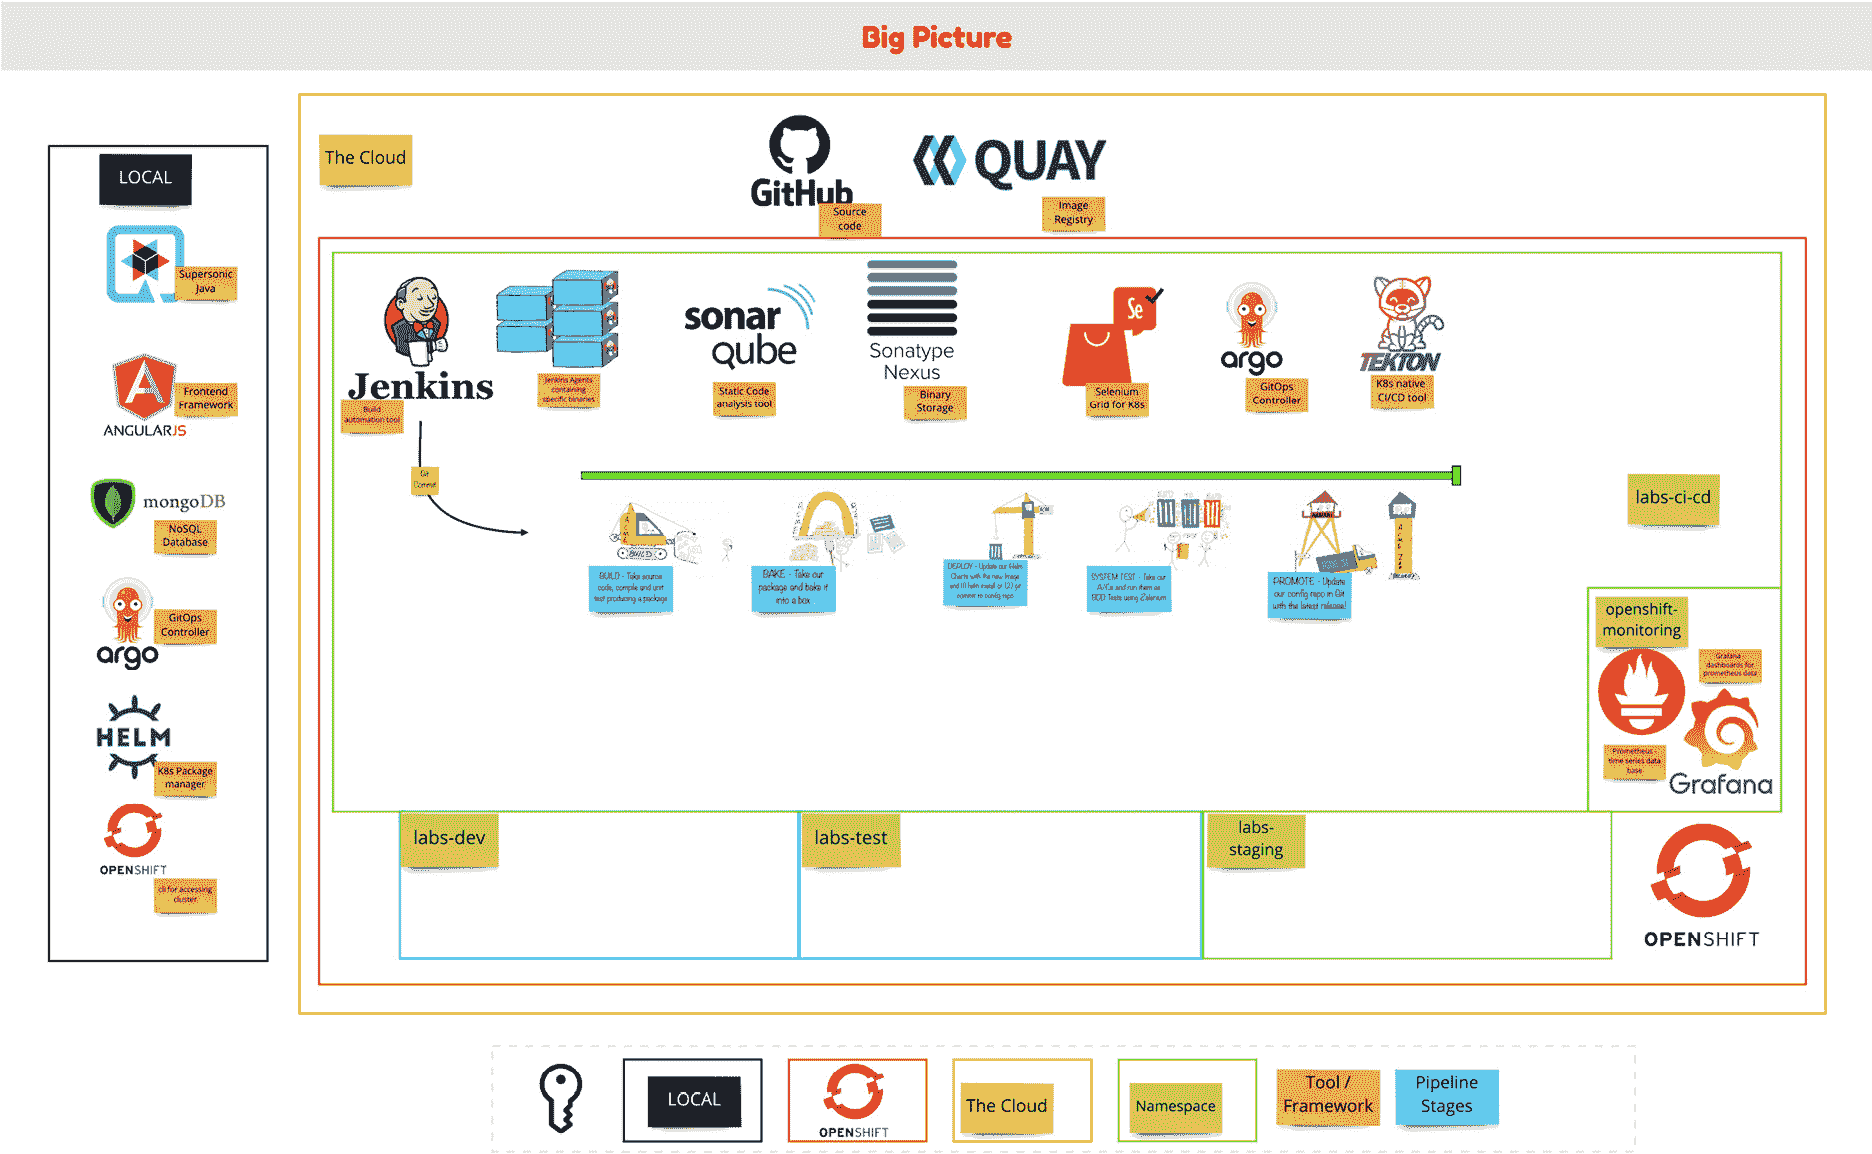 Big Picture
LOCAL
Supersonic
Java
Frontend
Framework
ANGULARJS
mongoDB
NoSQL
Database
GitOps
Controller
argo
HELM
K8s Package
manager
OPENSHIFT
cli for accessing
cluster
The Cloud
GitHub
Source
code
QUAY
Image
Registry
Jenkins
Build
automation tool
Jenkins Agents
containing
specific binaries
sonar
qube
Static Code
analysis tool
Sonatype
Nexus
Binary
Storage
Se
Selenium
Grid for K8s
argo
GitOps
Controller
TEKTON
K8s native
CI/CD tool
Git
Commit
BUILD - Take source
code, compile and unit
test producing a package
BAKE - Take our
package and bake it
into a box
DEPLOY - Update our Helm
Charts with the new image
and (1) helm install or (2) git
commit to config repo
SYSTEM TEST - Take our
A/Cs and run them as
BDD Tests using Zelenium
PROMOTE - Update
our config repo in Git
with the latest release!
labs-ci-cd
openshift-
monitoring
Grafana
dashboards for
prometheus data
Prometheus -
time series data
base
Grafana
labs-dev
labs-test
labs-
staging
OPENSHIFT
LOCAL
OPENSHIFT
The Cloud
Namespace
Tool /
Framework
Pipeline
Stages